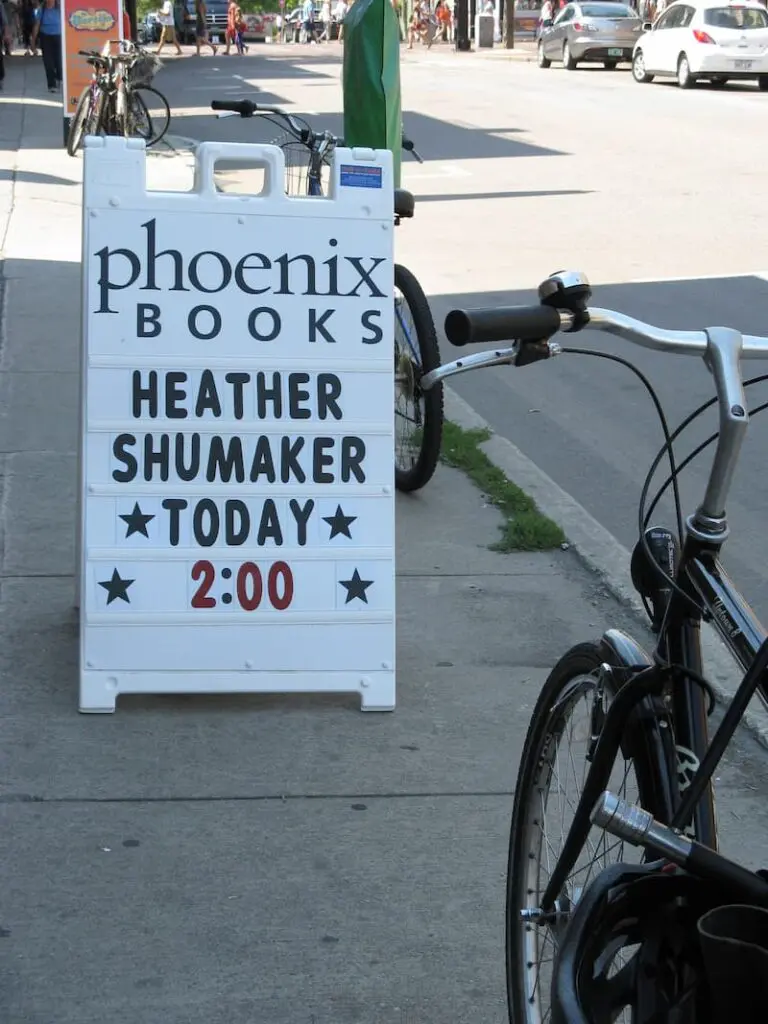 phoenix
BOOKS
HEATHER
SHUMAKER
★TODAY★
★ 2:00 ★